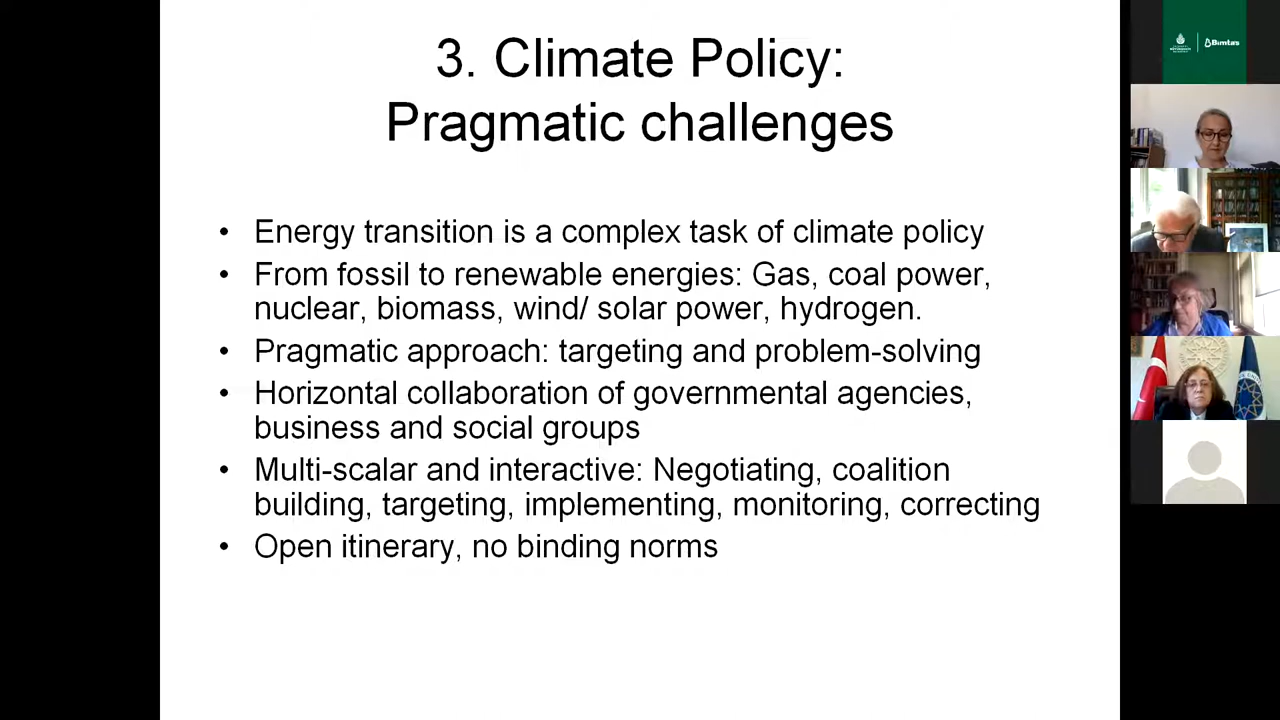 3. Climate Policy:
Pragmatic challenges
• Energy transition is a complex task of climate policy
• From fossil to renewable energies: Gas, coal power,
nuclear, biomass, wind/ solar power, hydrogen.
• Pragmatic approach: targeting and problem-solving
• Horizontal collaboration of governmental agencies,
business and social groups
• Multi-scalar and interactive: Negotiating, coalition
building, targeting, implementing, monitoring, correcting
• Open itinerary, no binding norms
Bimtaş